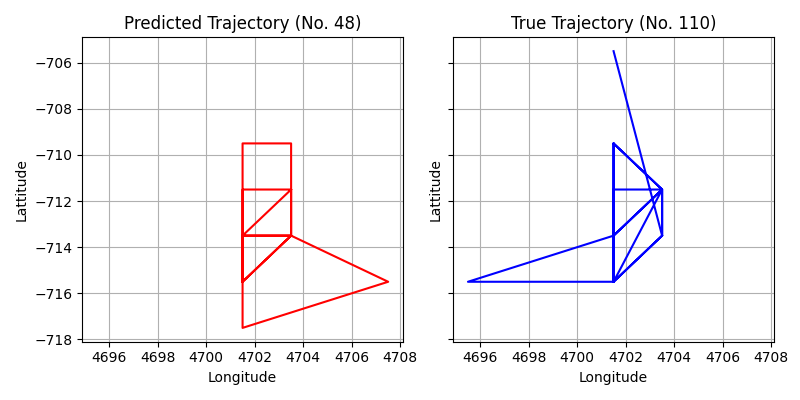 Predicted Trajectory (No. 48)
True Trajectory (No. 110)
−706
−708
−710
−712
−714
−716
−718
Lattitude
Lattitude
4696 4698 4700 4702 4704 4706 4708
4696 4698 4700 4702 4704 4706 4708
Longitude
Longitude